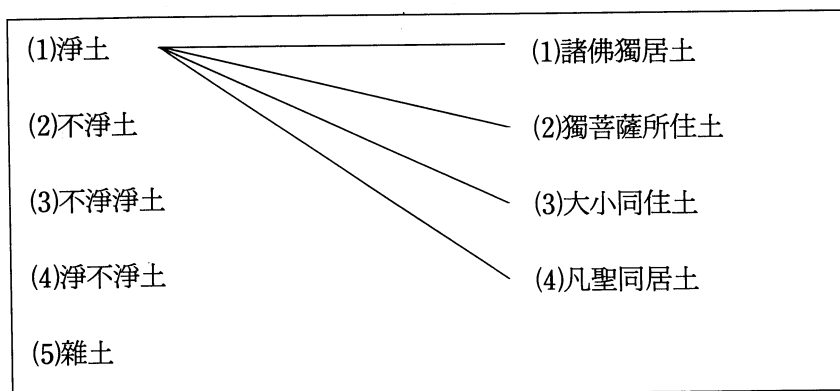 (1)淨土
(2)不淨土
(3)不淨淨土
(4)淨不淨土
(5)雜土
(1)諸佛獨居土
(2)獨菩薩所住土
(3)大小同住土
(4)凡聖同居土